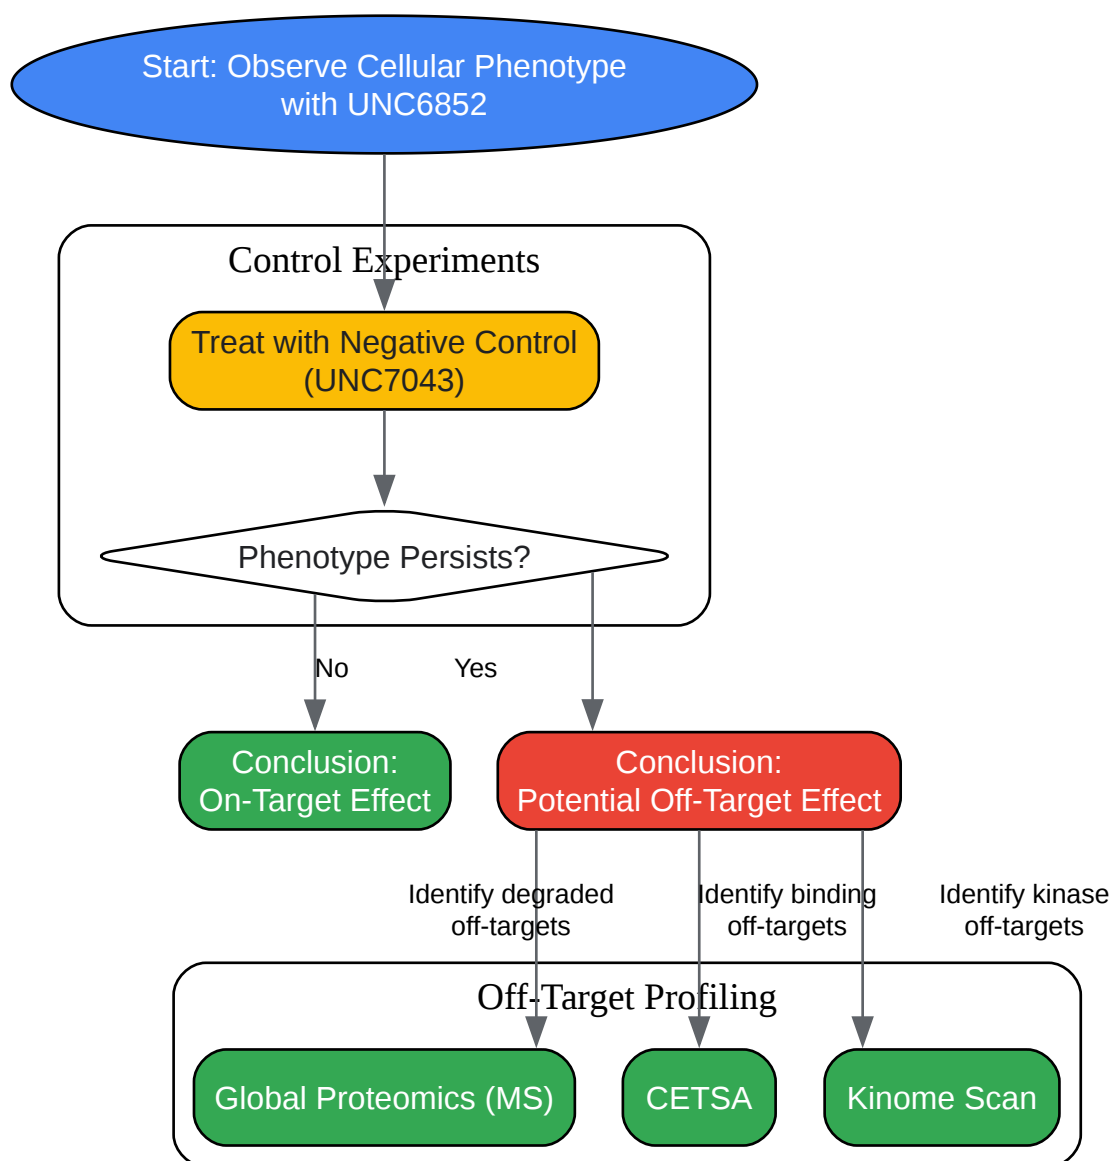 Start: Observe Cellular Phenotype
with UNC6852
Control Experiments
Treat with Negative Control
(UNC7043)
Phenotype Persists?
No
Yes
Conclusion:
On-Target Effect
Conclusion:
Potential Off-Target Effect
Identify degraded
off-targets
Identify binding
off-targets
Identify kinase
off-targets
Off-Target Profiling
Global Proteomics (MS)
CETSA
Kinome Scan